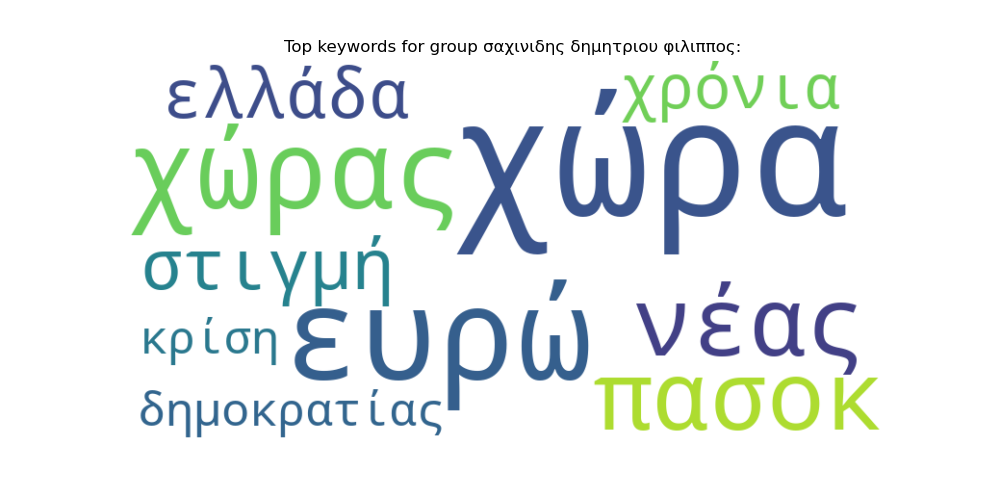 Top keywords for group σαχινιδης δημητριου φιλιππος:
ελλάδα
χρόνια
χώρας
χώρα
στιγμή
ευρώ
νέας
κρίση
πασοκ
δημοκρατίας